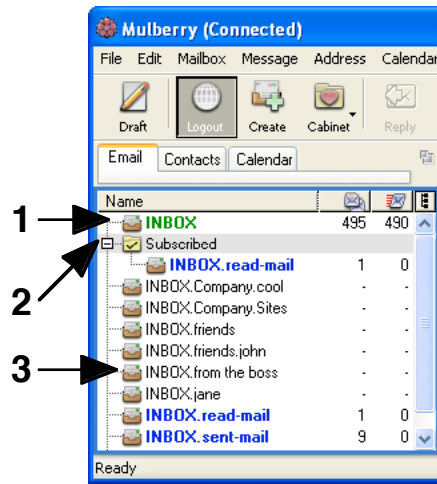 Mulberry (Connected)
File Edit Mailbox Message Address Calendar
Draft Logout Create Cabinet Reply
Email Contacts Calendar
Name
1 INBOX 495 490
2 Subscribed
INBOX.read-mail 1 0
INBOX.Company.cool - -
INBOX.Company.Sites - -
INBOX.friends - -
INBOX.friends.john - -
3 INBOX.from the boss - -
INBOX.jane - -
INBOX.read-mail 1 0
INBOX.sent-mail 9 0
Ready